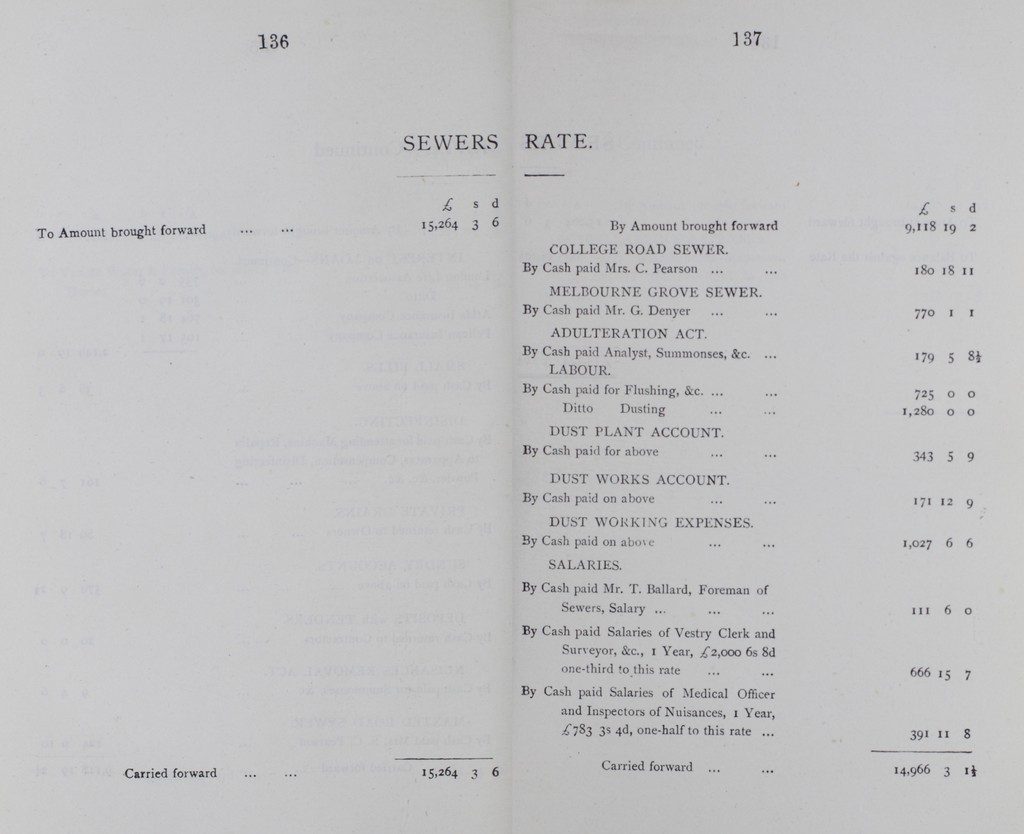 136
SEWERS
£ s d
To Amount brought forward ... ... 15,264 3 6
Carried forward ... ... 15,264 3 6
137
RATE.
£ s d
By Amount brought forward 9,118 19 2
COLLEGE ROAD SEWER.
By Cash paid Mrs. C. Pearson ... ... 180 18 11
MELBOURNE GROVE SEWER.
By Cash paid Mr. G. Denyer ... ... 770 1 1
ADULTERATION ACT.
By Cash paid Analyst, Summonses, &c. ... 179 5 8½
LABOUR.
By Cash paid for Flushing, &c. ... ... 725 0 0
Ditto Dusting ... ... 1,280 0 0
DUST PLANT ACCOUNT.
By Cash paid for above ... ... 343 5 9
DUST WORKS ACCOUNT.
By Cash paid on above ... ... 171 12 9
DUST WORKING EXPENSES.
By Cash paid on above ... ... 1,027 6 6
SALARIES.
By Cash paid Mr. T. Ballard, Foreman of
Sewers, Salary ... ... ... 111 6 0
By Cash paid Salaries of Vestry Clerk and
Surveyor, &c., 1 Year, £2,000 6s 8d
one-third to this rate ... ... 666 15 7
By Cash paid Salaries of Medical Officer
and Inspectors of Nuisances, 1 Year,
£783 3s 4d, one-half to this rate ... 391 11 8
Carried forward ... ... 14,966 3 1½